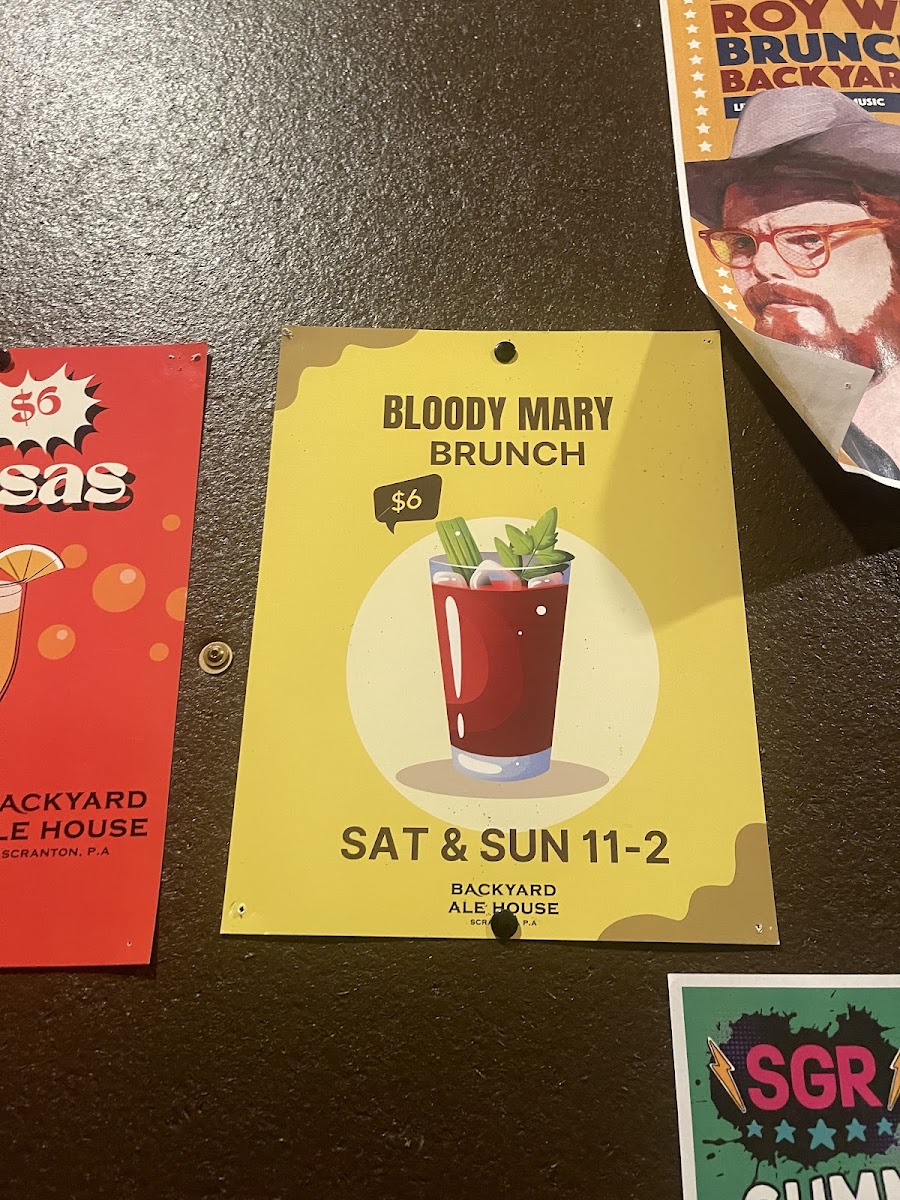 $6
sas
ACKYARD
LE HOUSE
SCRANTON, P.A
BLOODY MARY
BRUNCH
$6
SAT & SUN 11-2
BACKYARD
ALE HOUSE
P.A
ROY W
BRUNC
BACKYAR
MUSIC
SGR